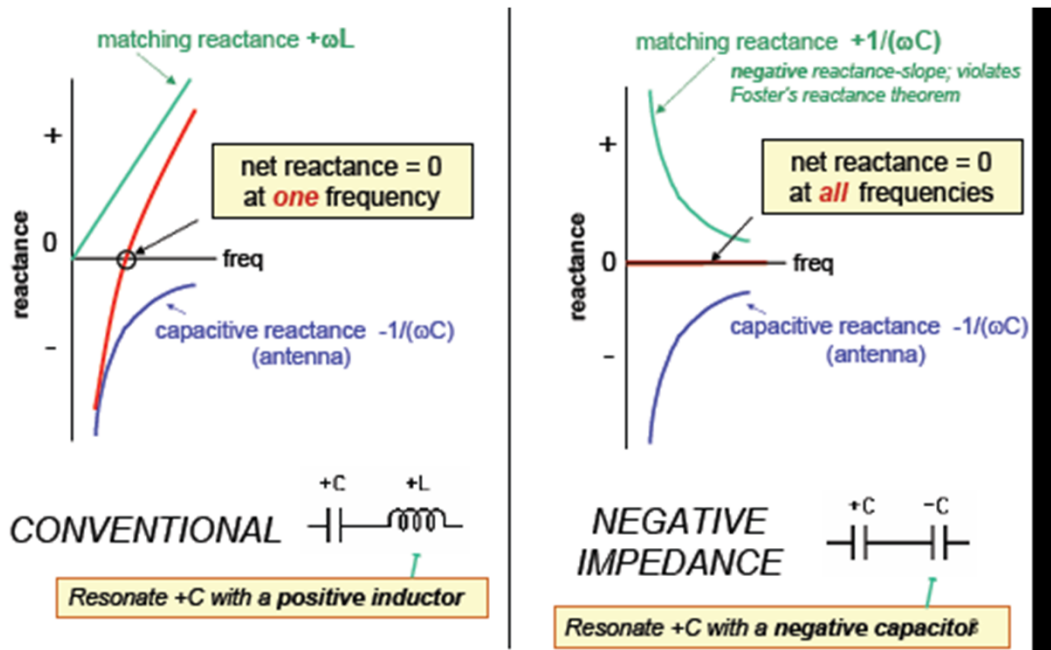 matching reactance +ωL
+
net reactance = 0
at one frequency
reactance
0
freq
capacitive reactance -1/(ωC)
(antenna)
-
+C
+L
CONVENTIONAL
Resonate +C with a positive inductor
matching reactance +1/(ωC)
negative reactance-slope; violates
Foster's reactance theorem
+
net reactance = 0
at all frequencies
reactance
0
freq
capacitive reactance -1/(ωC)
(antenna)
-
+C
-C
NEGATIVE
IMPEDANCE
Resonate +C with a negative capacitor